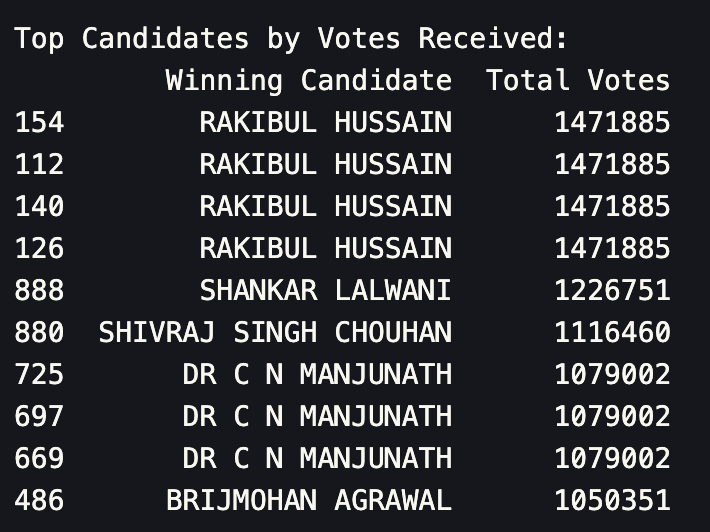 Top Candidates by Votes Received:
Winning Candidate  Total Votes
154        RAKIBUL HUSSAIN      1471885
112        RAKIBUL HUSSAIN      1471885
140        RAKIBUL HUSSAIN      1471885
126        RAKIBUL HUSSAIN      1471885
888        SHANKAR LALWANI      1226751
880  SHIVRAJ SINGH CHOUHAN      1116460
725       DR C N MANJUNATH      1079002
697       DR C N MANJUNATH      1079002
669       DR C N MANJUNATH      1079002
486      BRIJMOHAN AGRAWAL      1050351